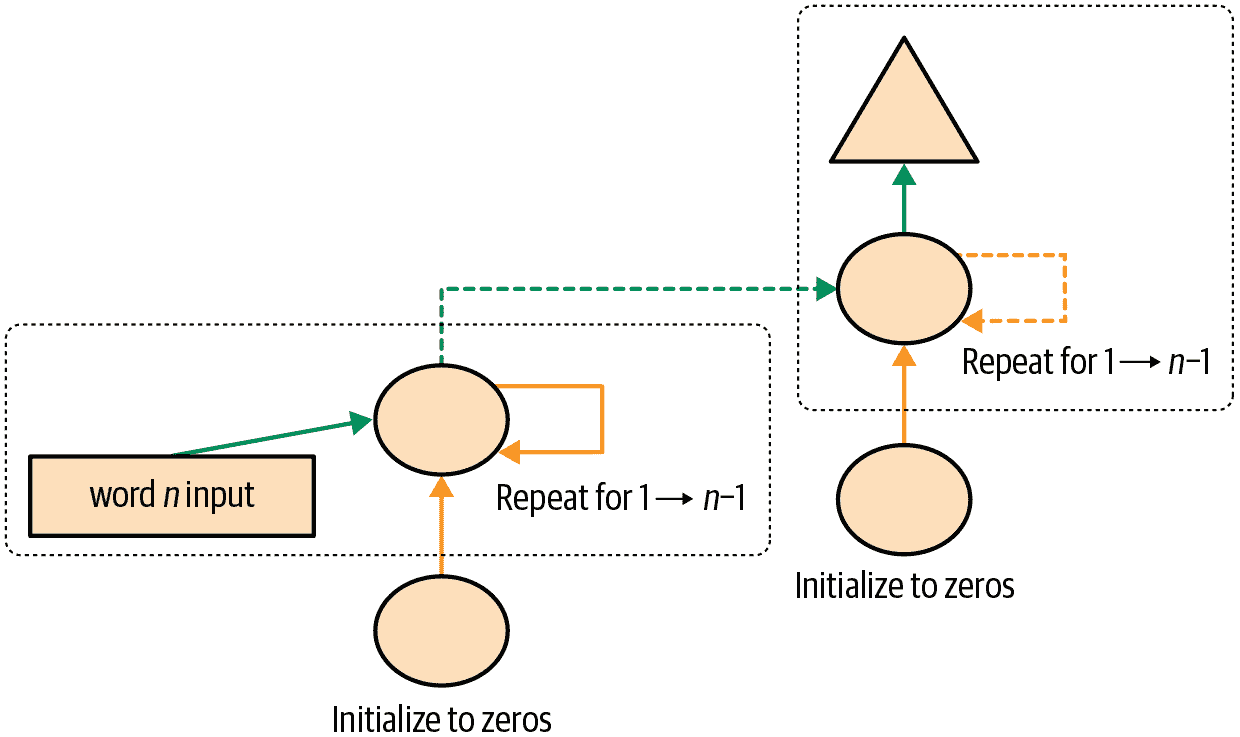 Repeat for 1 → n–1
word n input
Repeat for 1 → n–1
Initialize to zeros
Initialize to zeros